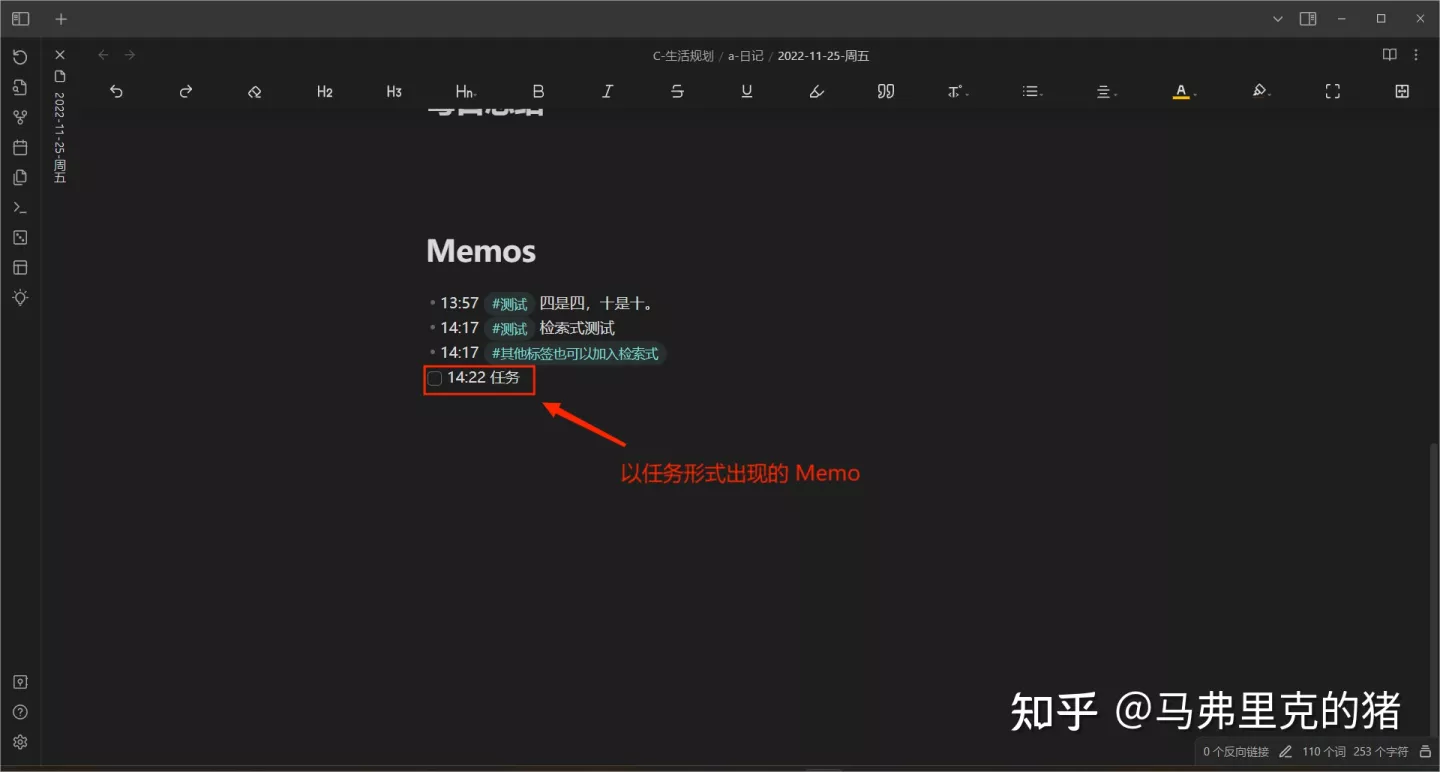 C-生活规划 / a-日记 / 2022-11-25-周五
2022-11-25-周五
H2 H3 Hn B I S U A
Memos
• 13:57 #测试 四是四，十是十。
• 14:17 #测试 检索式测试
• 14:17 #其他标签也可以加入检索式
14:22 任务
以任务形式出现的 Memo
知乎 @马弗里克的猪
0 个反向链接 110 个词 253 个字符